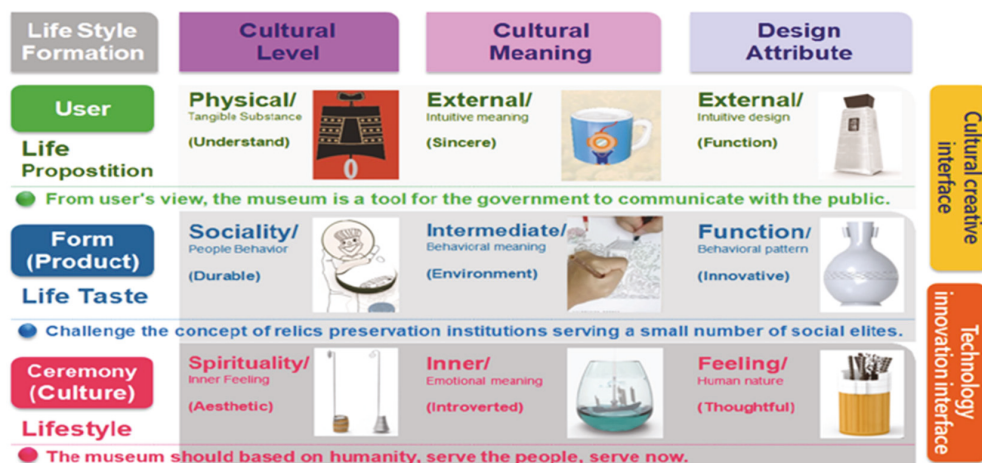 Life Style
Formation
Cultural
Level
Cultural
Meaning
Design
Attribute
User
Life
Propostition
Physical/
Tangible Substance
(Understand)
External/
Intuitive meaning
(Sincere)
External/
Intuitive design
(Function)
From user's view, the museum is a tool for the government to communicate with the public.
Form
(Product)
Life Taste
Sociality/
People Behavior
(Durable)
Intermediate/
Behavioral meaning
(Environment)
Function/
Behavioral pattern
(Innovative)
Challenge the concept of relics preservation institutions serving a small number of social elites.
Ceremony
(Culture)
Lifestyle
Spirituality/
Inner Feeling
(Aesthetic)
Inner/
Emotional meaning
(Introverted)
Feeling/
Human nature
(Thoughtful)
The museum should based on humanity, serve the people, serve now.
Cultural creative
interface
Technology
innovation interface